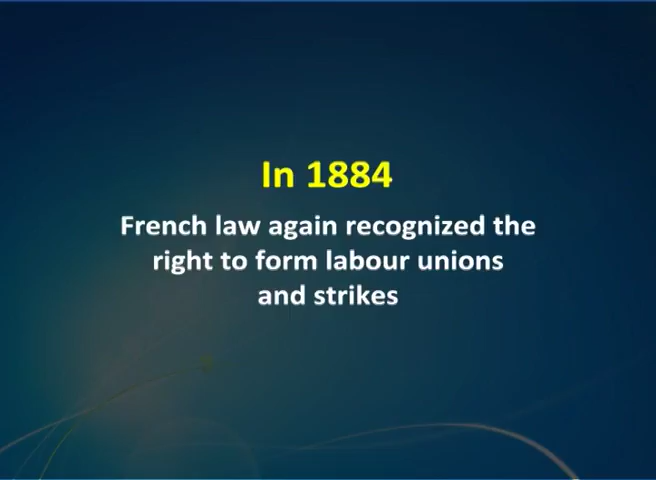 In 1884
French law again recognized the
right to form labour unions
and strikes